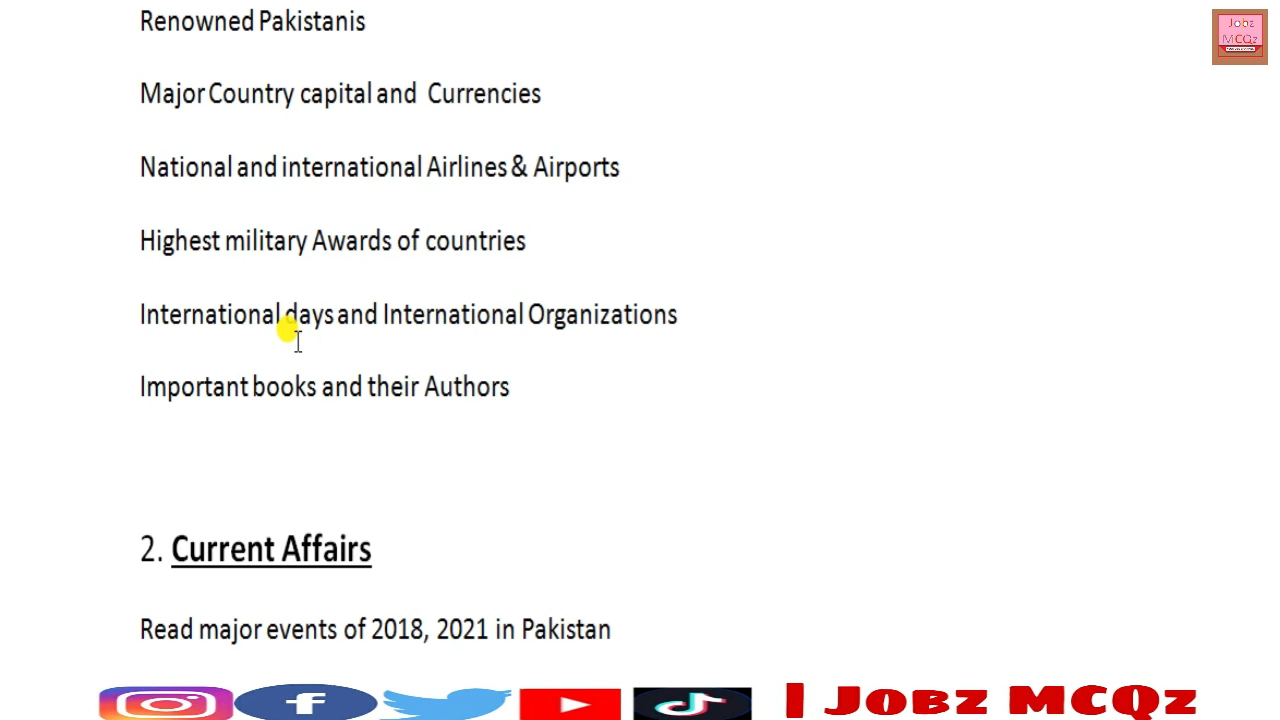 Renowned Pakistanis
Jobz
MCQz
Major Country capital and Currencies
National and international Airlines & Airports
Highest military Awards of countries
International days and International Organizations
Important books and their Authors
2. Current Affairs
Read major events of 2018, 2021 in Pakistan
| Jobz MCQz